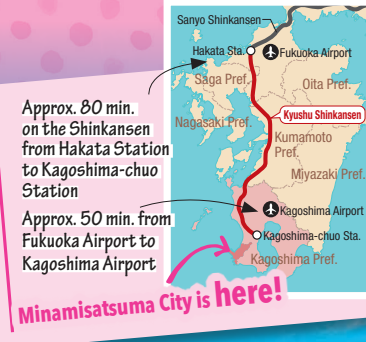 Sanyo Shinkansen
Hakata Sta.
Fukuoka Airport
Saga Pref.
Oita Pref.
Approx. 80 min.
on the Shinkansen
from Hakata Station
to Kagoshima-chuo
Station
Kyushu Shinkansen
Nagasaki Pref.
Kumamoto
Pref.
Miyazaki Pref.
Approx. 50 min. from
Fukuoka Airport to
Kagoshima Airport
Kagoshima Airport
Kagoshima-chuo Sta.
Kagoshima Pref.
Minamisatsuma City is here!